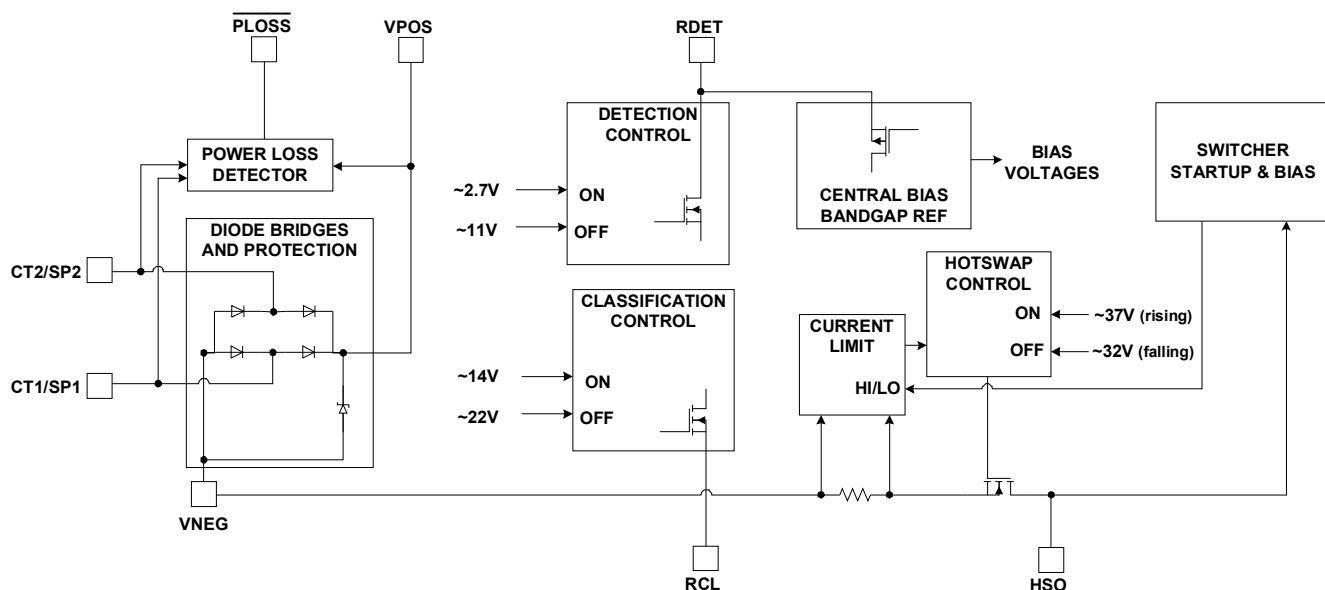 PLOSS
VPOS
RDET
POWER LOSS
DETECTOR
DETECTION
CONTROL
~2.7V
ON
~11V
OFF
CENTRAL BIAS
BANDGAP REF
BIAS
VOLTAGES
SWITCHER
STARTUP & BIAS
DIODE BRIDGES
AND PROTECTION
CT2/SP2
CT1/SP1
VNEG
CLASSIFICATION
CONTROL
~14V
ON
~22V
OFF
RCL
CURRENT
LIMIT
HI/LO
HOTSWAP
CONTROL
ON
~37V (rising)
OFF
~32V (falling)
HSO